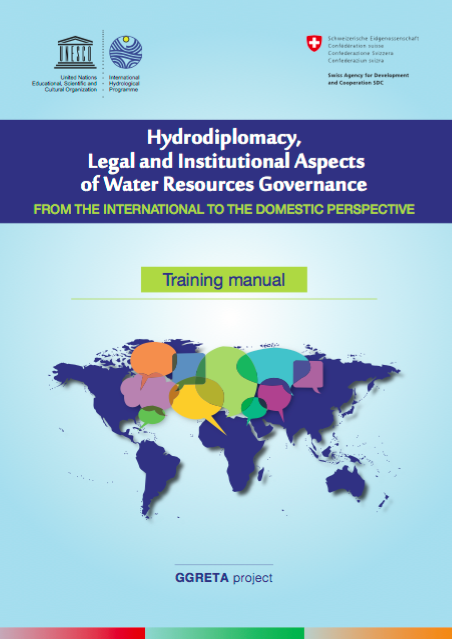 UNESCO
United Nations
Educational, Scientific and
Cultural Organization
International
Hydrological
Programme
Schweizerische Eidgenossenschaft
Confédération suisse
Confederazione Svizzera
Confederaziun svizra
Swiss Agency for Development
and Cooperation SDC
Hydrodiplomacy,
Legal and Institutional Aspects
of Water Resources Governance
FROM THE INTERNATIONAL TO THE DOMESTIC PERSPECTIVE
Training manual
GGRETA project